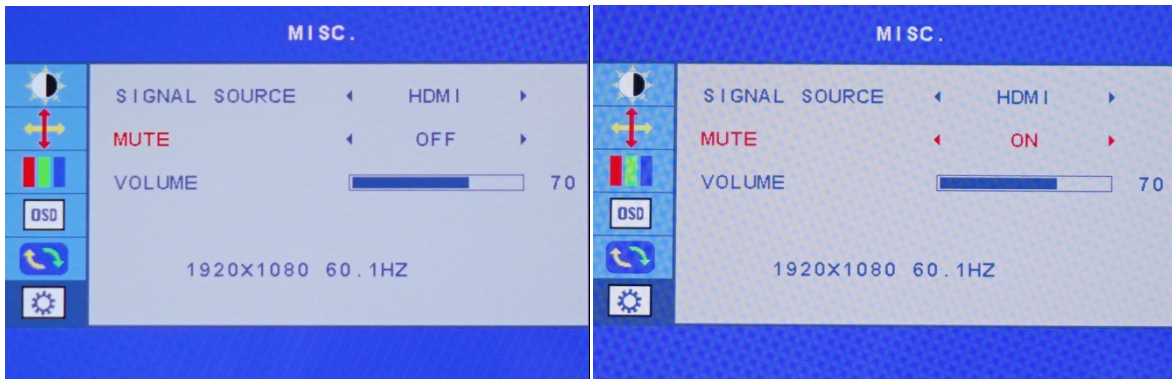 MISC.
SIGNAL SOURCE HDMI
MUTE OFF
VOLUME 70
OSD
1920X1080 60.1HZ
MISC.
SIGNAL SOURCE HDMI
MUTE ON
VOLUME 70
OSD
1920X1080 60.1HZ